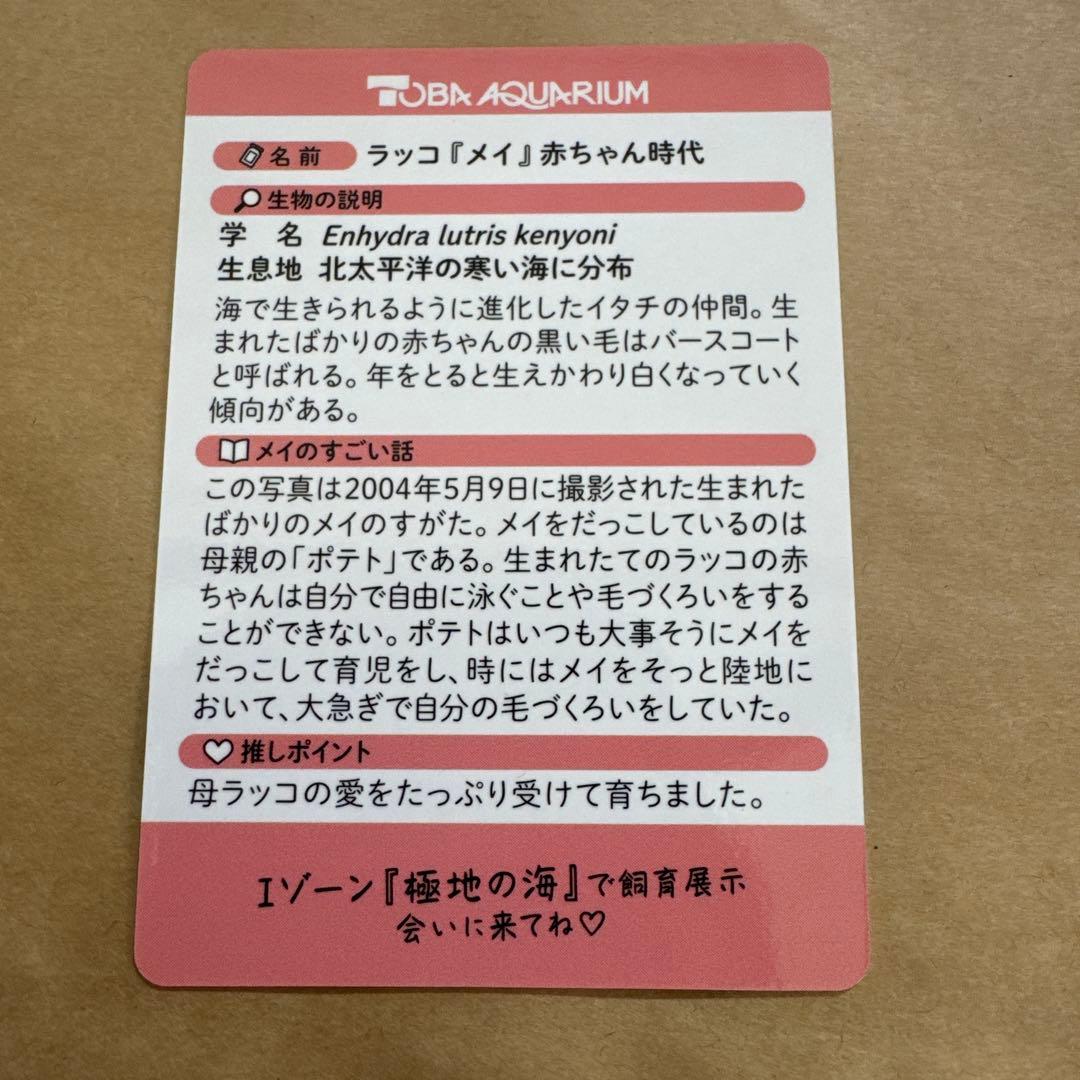 TOBA AQUARIUM
名前 ラッコ『メイ』赤ちゃん時代
生物の説明
学 名 Enhydra lutris kenyoni
生息地 北太平洋の寒い海に分布
海で生きられるように進化したイタチの仲間。生
まれたばかりの赤ちゃんの黒い毛はバースコート
と呼ばれる。年をとると生えかわり白くなっていく
傾向がある。
メイのすごい話
この写真は2004年5月9日に撮影された生まれた
ばかりのメイのすがた。メイをだっこしているのは
母親の「ポテト」である。生まれたてのラッコの赤
ちゃんは自分で自由に泳ぐことや毛づくろいをする
ことができない。ポテトはいつも大事そうにメイを
だっこして育児をし、時にはメイをそっと陸地に
おいて、大急ぎで自分の毛づくろいをしていた。
推しポイント
母ラッコの愛をたっぷり受けて育ちました。
Iゾーン『極地の海』で飼育展示
会いに来てね♡